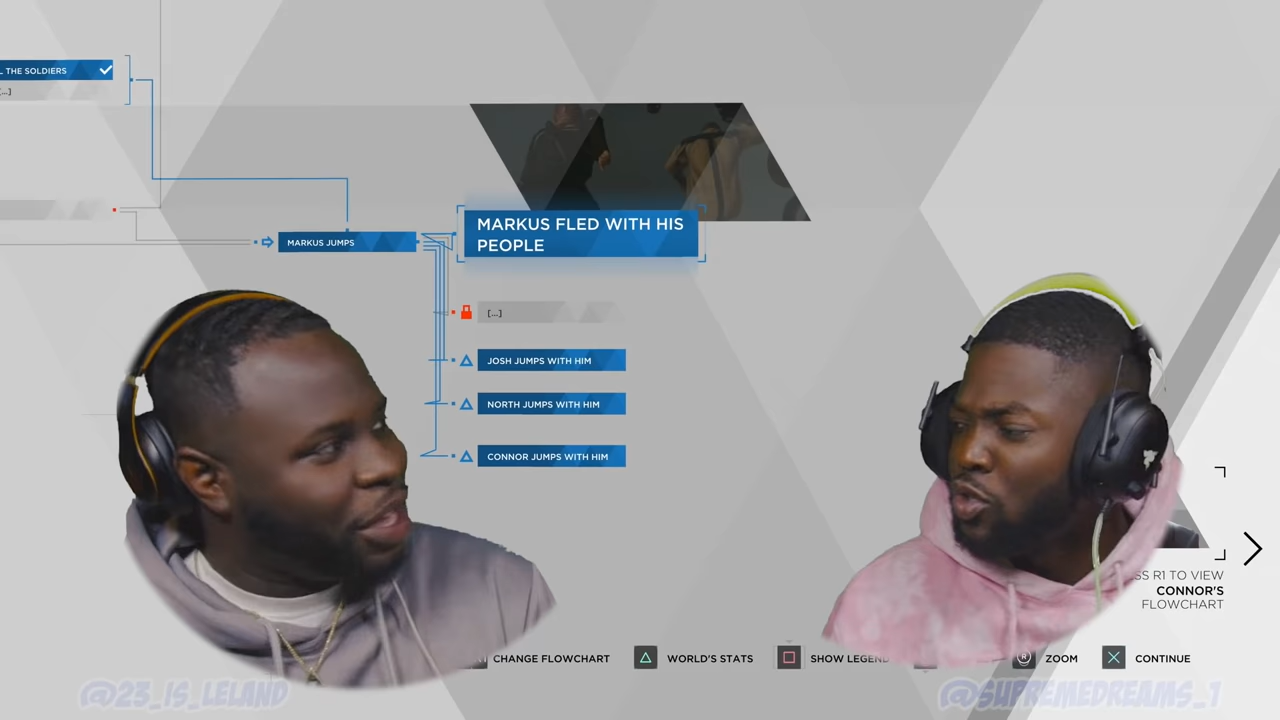 L THE SOLDIERS
[...]
MARKUS JUMPS
MARKUS FLED WITH HIS
PEOPLE
[...]
JOSH JUMPS WITH HIM
NORTH JUMPS WITH HIM
CONNOR JUMPS WITH HIM
SS R1 TO VIEW
CONNOR'S
FLOWCHART
CHANGE FLOWCHART
WORLD'S STATS
SHOW LEGEND
R
ZOOM
CONTINUE
@23_IS_LELAND
@SUPREMEDREAMS_1